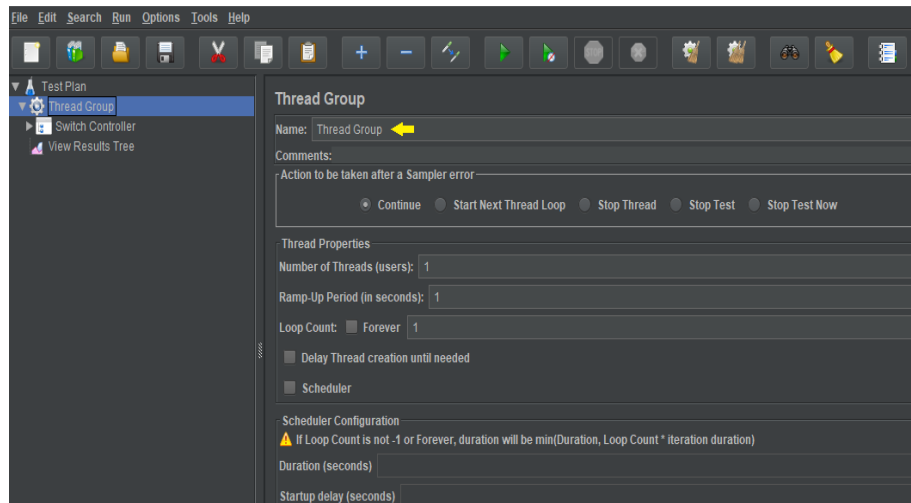 File Edit Search Run Options Tools Help
STOP
Test Plan
Thread Group
Switch Controller
View Results Tree
Thread Group
Name: Thread Group
Comments:
Action to be taken after a Sampler error
Continue Start Next Thread Loop Stop Thread Stop Test Stop Test Now
Thread Properties
Number of Threads (users): 1
Ramp-Up Period (in seconds): 1
Loop Count: Forever 1
Delay Thread creation until needed
Scheduler
Scheduler Configuration
If Loop Count is not -1 or Forever, duration will be min(Duration, Loop Count * iteration duration)
Duration (seconds)
Startup delay (seconds)